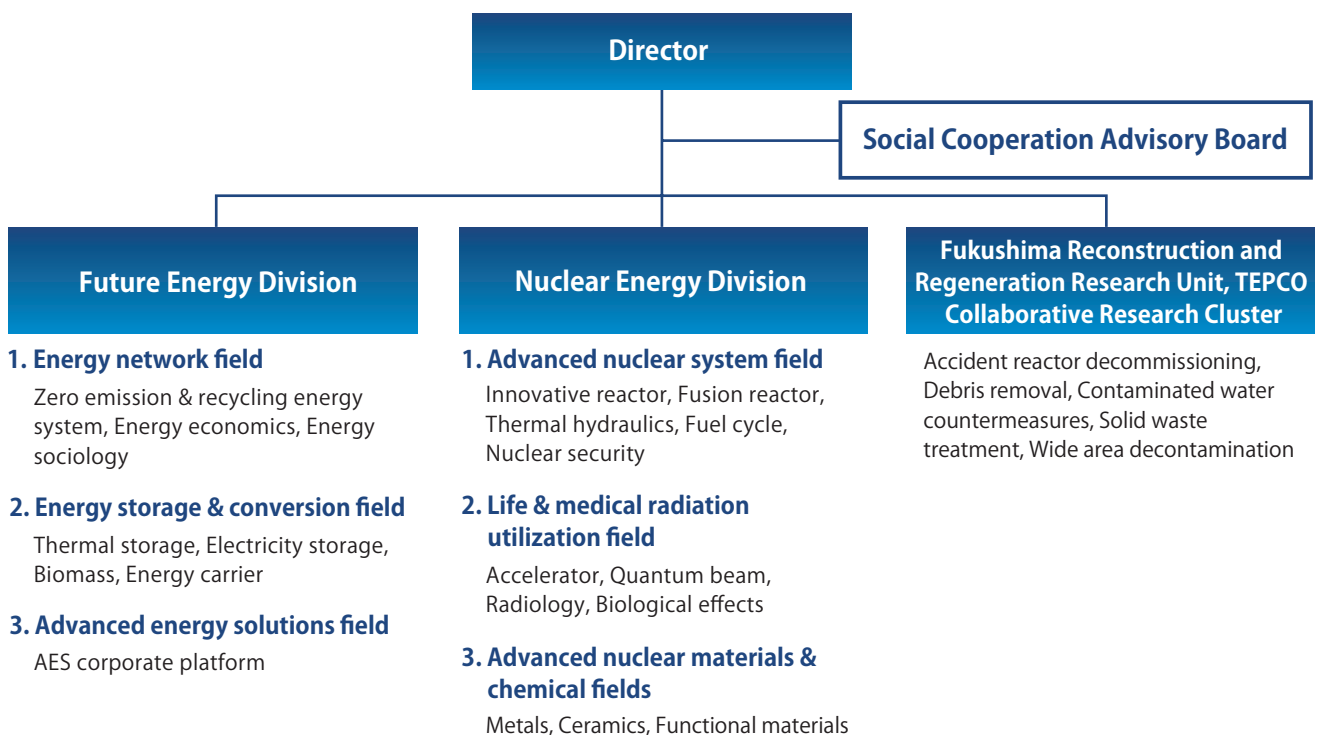 Director
Social Cooperation Advisory Board
Future Energy Division
1. Energy network field
Zero emission & recycling energy
system, Energy economics, Energy
sociology
2. Energy storage & conversion field
Thermal storage, Electricity storage,
Biomass, Energy carrier
3. Advanced energy solutions field
AES corporate platform
Nuclear Energy Division
1. Advanced nuclear system field
Innovative reactor, Fusion reactor,
Thermal hydraulics, Fuel cycle,
Nuclear security
2. Life & medical radiation
utilization field
Accelerator, Quantum beam,
Radiology, Biological effects
3. Advanced nuclear materials &
chemical fields
Metals, Ceramics, Functional materials
Fukushima Reconstruction and
Regeneration Research Unit, TEPCO
Collaborative Research Cluster
Accident reactor decommissioning,
Debris removal, Contaminated water
countermeasures, Solid waste
treatment, Wide area decontamination